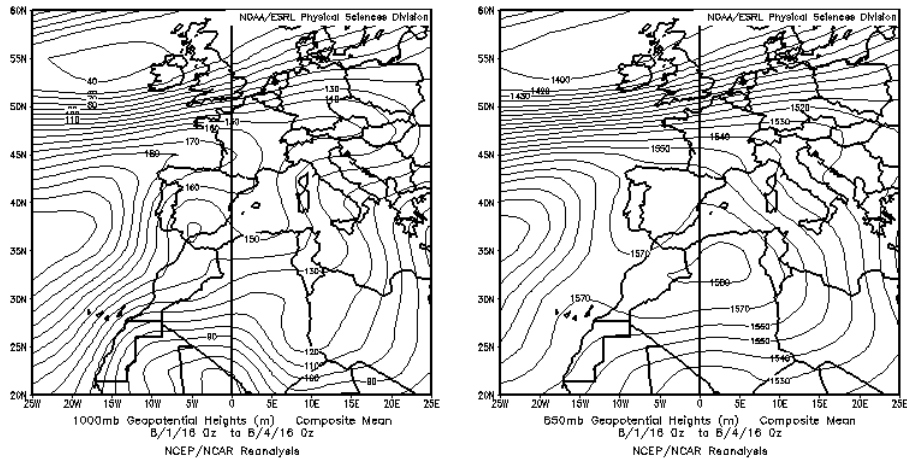 NOAA/ESRL Physical Sciences Division
60N
55N
50N
45N
40N
35N
30N
25N
20N
25W
20W
15W
10W
5W
0
5E
10E
15E
20E
25E
40
110
130
110
150
170
180
160
150
130
120
110
100
90
1000mb Geopotential Heights (m) Composite Mean
8/1/16 0z to 8/4/16 0z
NCEP/NCAR Reanalysis
NOAA/ESRL Physical Sciences Division
60N
55N
50N
45N
40N
35N
30N
25N
20N
25W
20W
15W
10W
5W
0
5E
10E
15E
20E
25E
1400
1420
1430
1520
1530
1540
1550
1570
1580
1570
1570
1560
1550
1540
1530
850mb Geopotential Heights (m) Composite Mean
8/1/16 0z to 8/4/16 0z
NCEP/NCAR Reanalysis